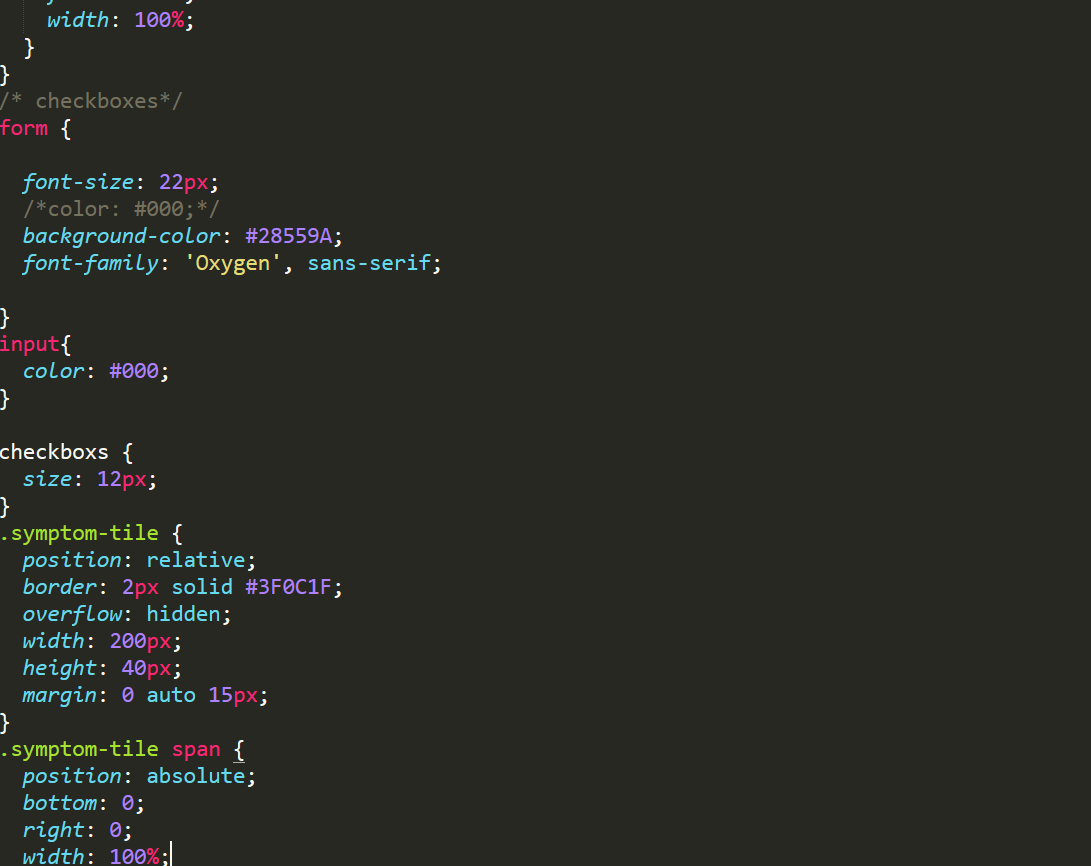 width: 100%;
}
}
/* checkboxes*/
form {
font-size: 22px;
/*color: #000;*/
background-color: #28559A;
font-family: 'Oxygen', sans-serif;
}
input{
color: #000;
}
checkboxs {
size: 12px;
}
.symptom-tile {
position: relative;
border: 2px solid #3F0C1F;
overflow: hidden;
width: 200px;
height: 40px;
margin: 0 auto 15px;
}
.symptom-tile span {
position: absolute;
bottom: 0;
right: 0;
width: 100%;